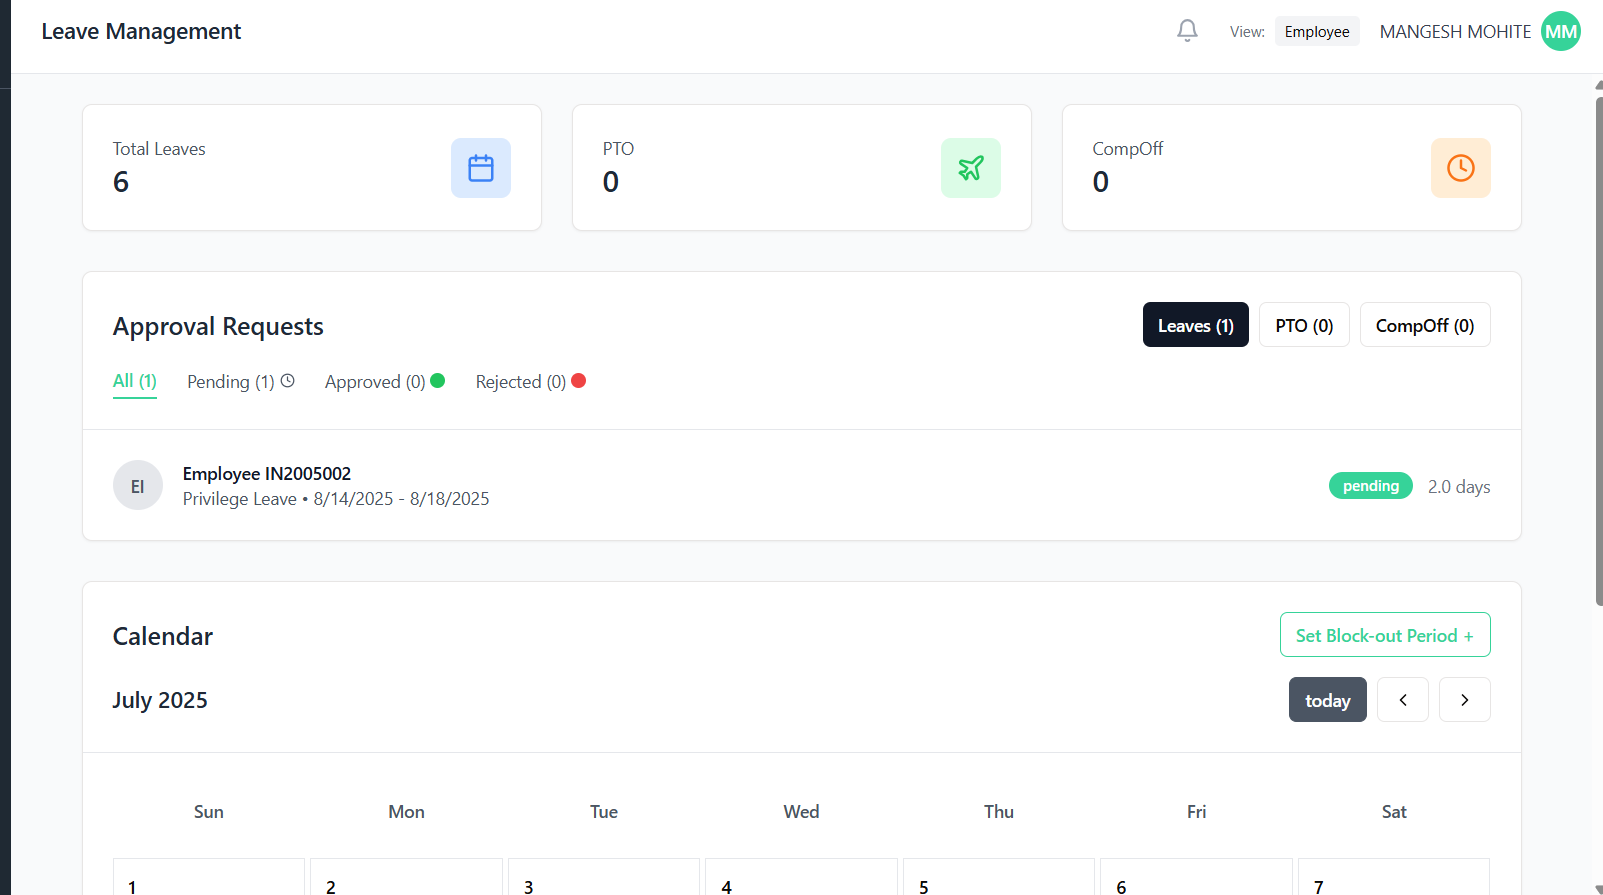 Leave Management
View: Employee MANGESH MOHITE MM
Total Leaves
6
PTO
0
CompOff
0
Approval Requests
Leaves (1) PTO (0) CompOff (0)
All (1) Pending (1) Approved (0) Rejected (0)
EI
Employee IN2005002
Privilege Leave • 8/14/2025 - 8/18/2025
pending 2.0 days
Calendar
Set Block-out Period +
July 2025
today < >
Sun Mon Tue Wed Thu Fri Sat
1 2 3 4 5 6 7